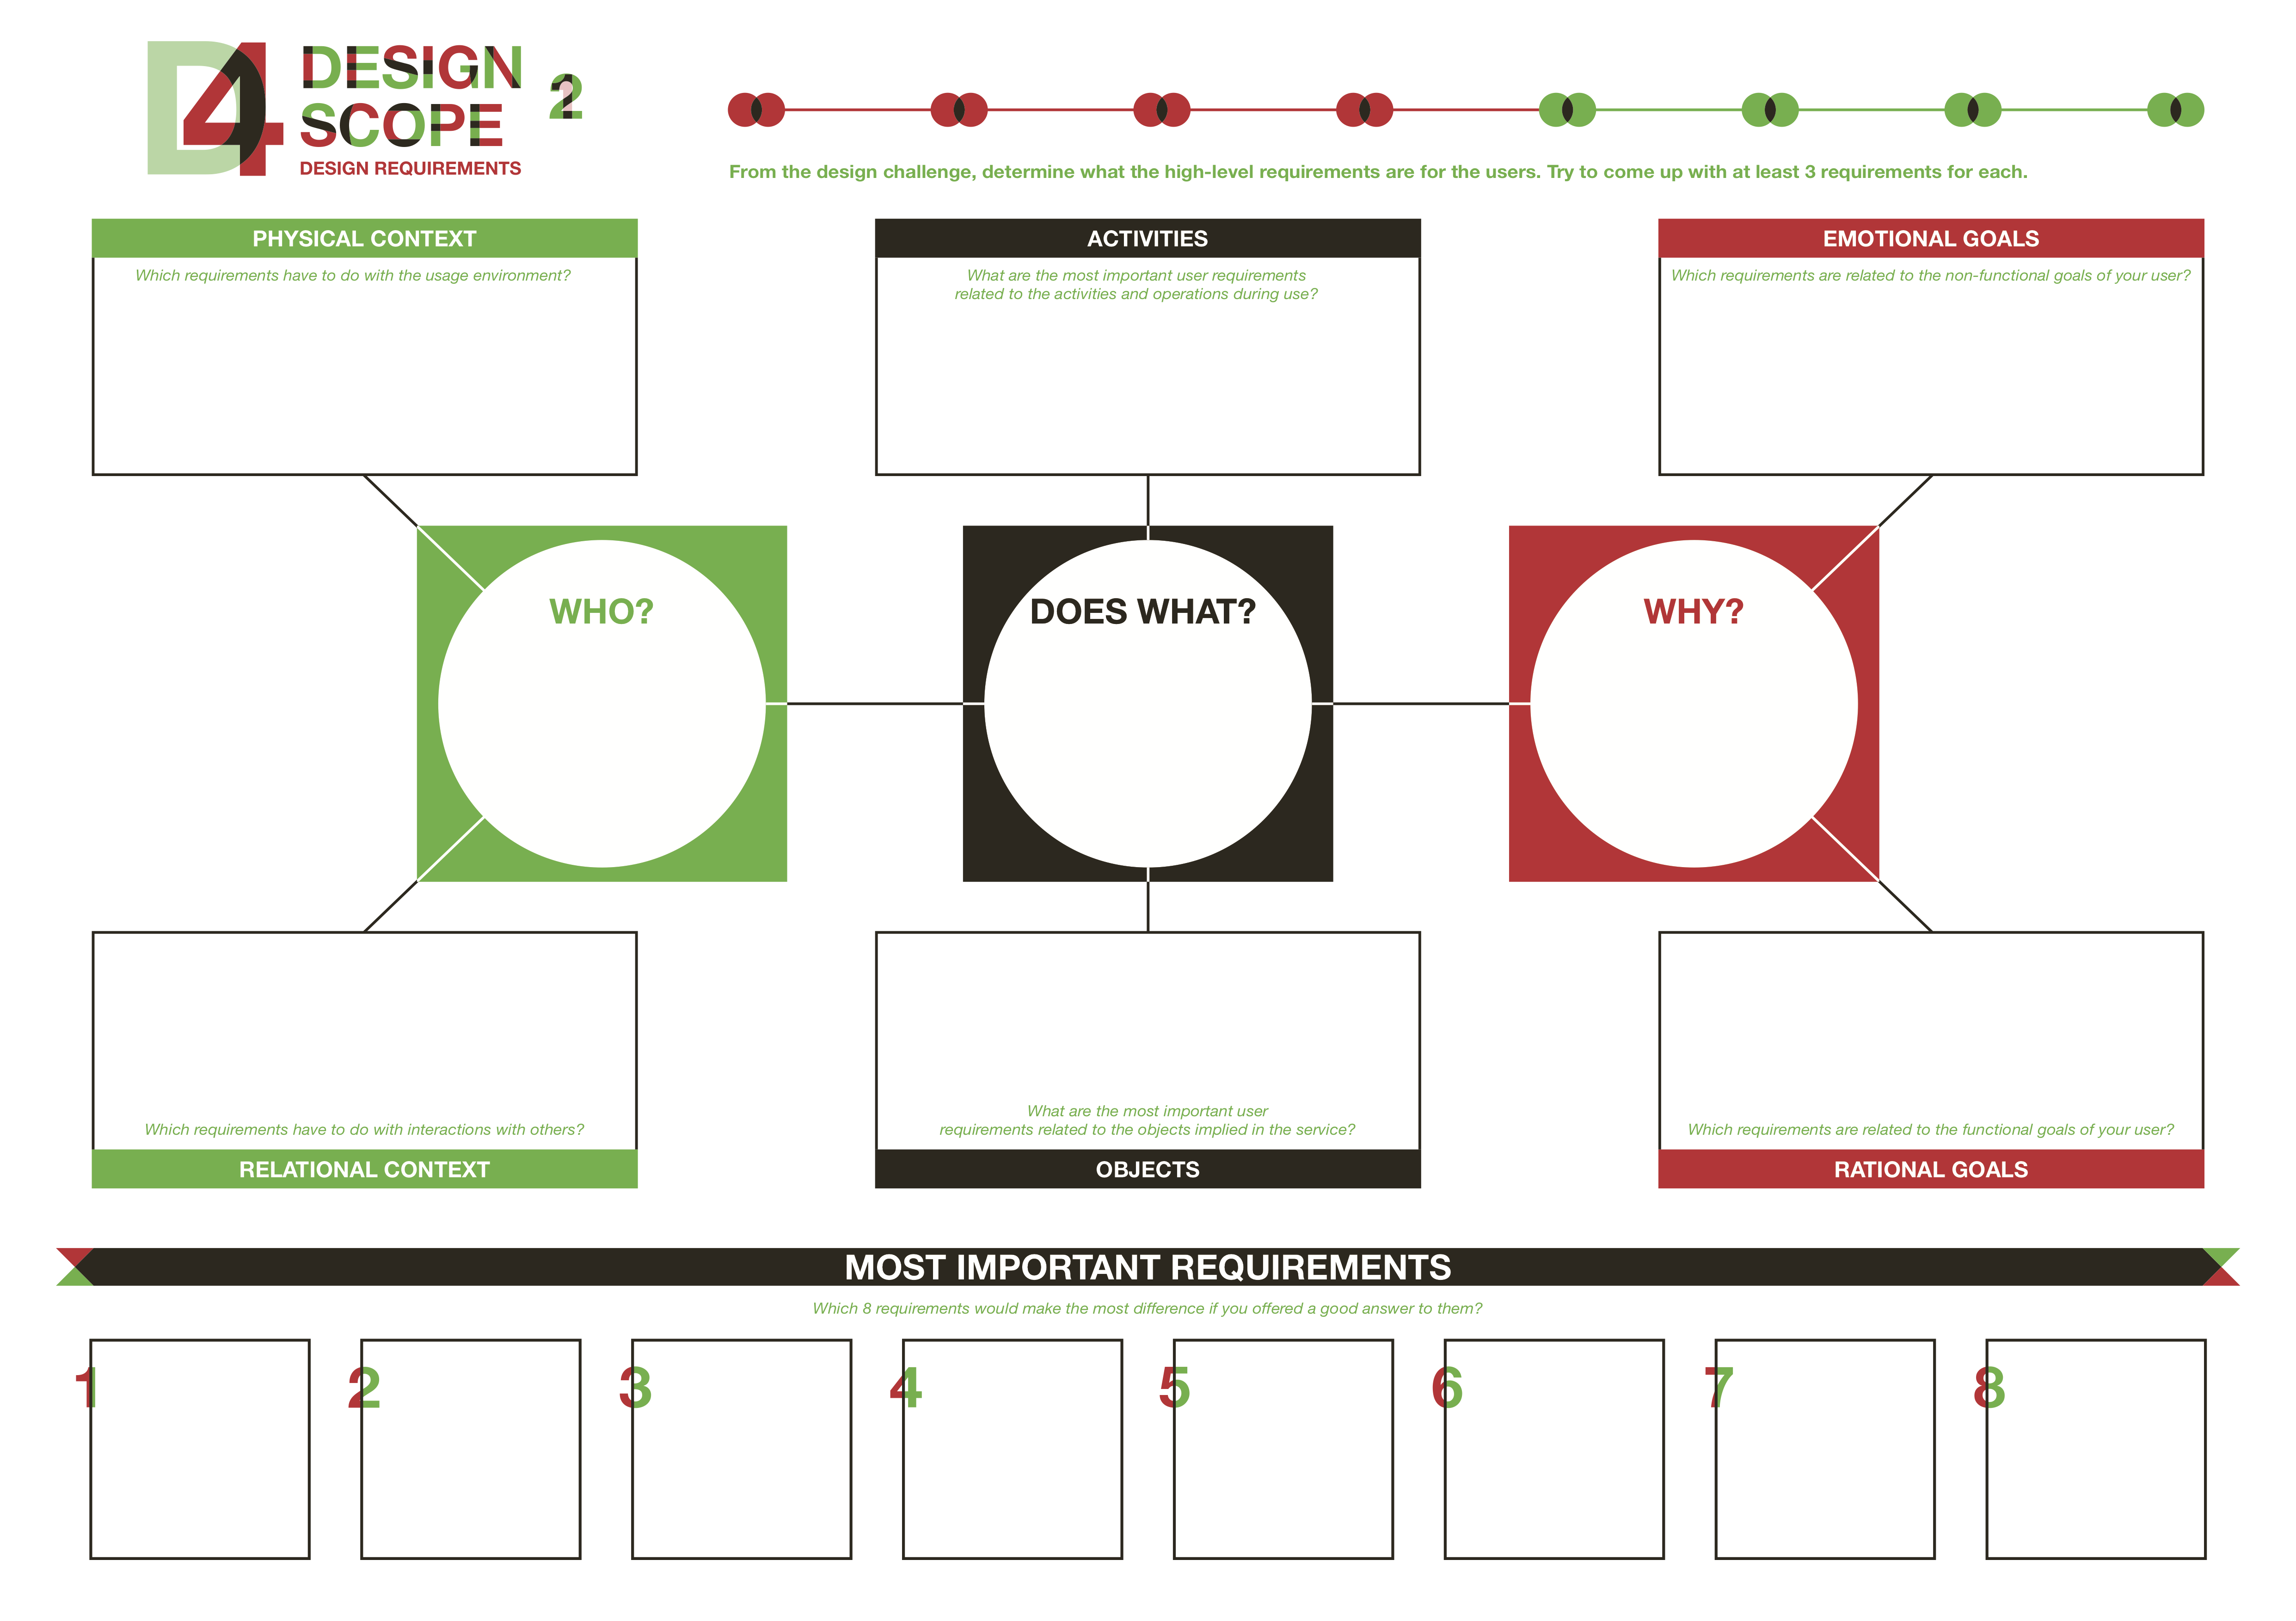 D4
DESIGN
SCOPE
2
DESIGN REQUIREMENTS
From the design challenge, determine what the high-level requirements are for the users. Try to come up with at least 3 requirements for each.
PHYSICAL CONTEXT
Which requirements have to do with the usage environment?
ACTIVITIES
What are the most important user requirements
related to the activities and operations during use?
EMOTIONAL GOALS
Which requirements are related to the non-functional goals of your user?
WHO?
DOES WHAT?
WHY?
Which requirements have to do with interactions with others?
RELATIONAL CONTEXT
What are the most important user
requirements related to the objects implied in the service?
OBJECTS
Which requirements are related to the functional goals of your user?
RATIONAL GOALS
MOST IMPORTANT REQUIREMENTS
Which 8 requirements would make the most difference if you offered a good answer to them?
1
2
3
4
5
6
7
8